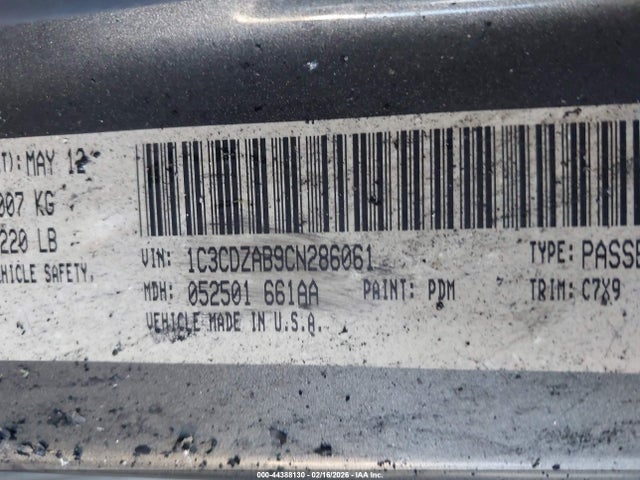 T): MAY 12
007 KG
220 LB
EHICLE SAFETY,
VIN: 1C3CDZAB9CN286061 TYPE: PASSE
MDH: 052501 661AA PAINT: PDM TRIM: C7X9
VEHICLE MADE IN U.S.A.
000-44388130 - 02/16/2026 - IAA Inc.